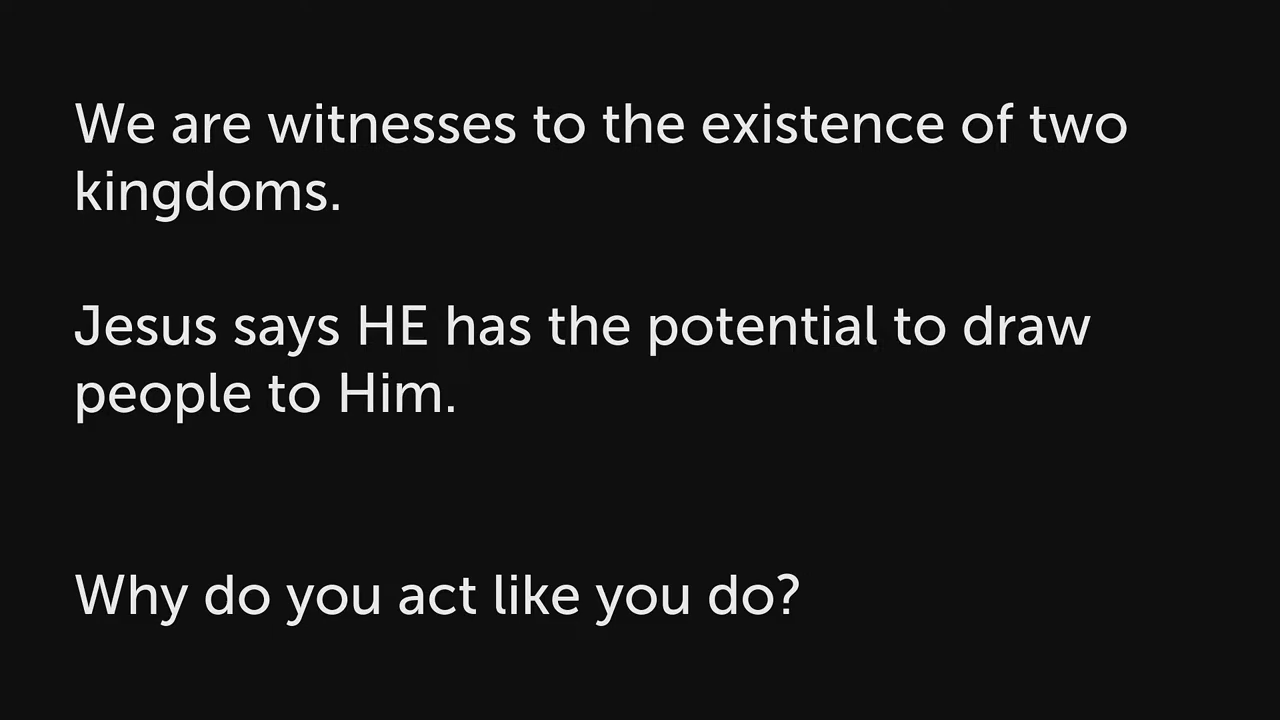 We are witnesses to the existence of two
kingdoms.
Jesus says HE has the potential to draw
people to Him.
Why do you act like you do?